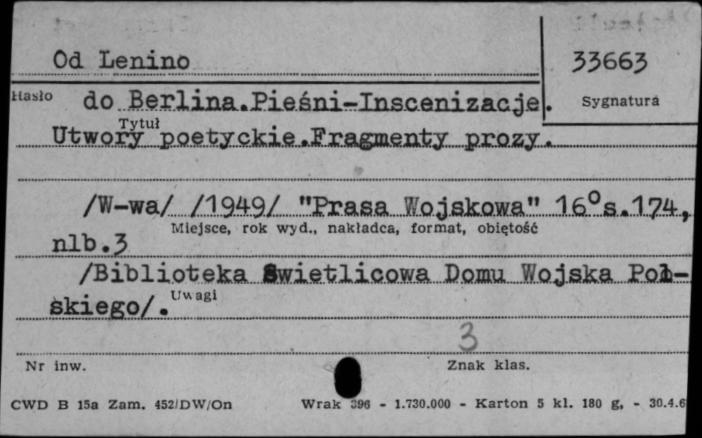 Od Lenino
33663
Hasło do Berlina.Pieśni-Inscenizacje.
Sygnatura
Tytuł
Utwory poetyckie.Fragmenty prozy.
/W-wa/ /1949/ "Prasa Wojskowa" 16°s.174,
Miejsce, rok wyd., nakładca, format, objętość
nlb.3
/Biblioteka Swietlicowa Domu Wojska Pol-
skiego/.
Uwagi
3
Nr inw.
Znak klas.
CWD B 15a Zam. 452/DW/On Wrak 396 - 1.730.000 - Karton 5 kl. 180 g, - 30.4.6